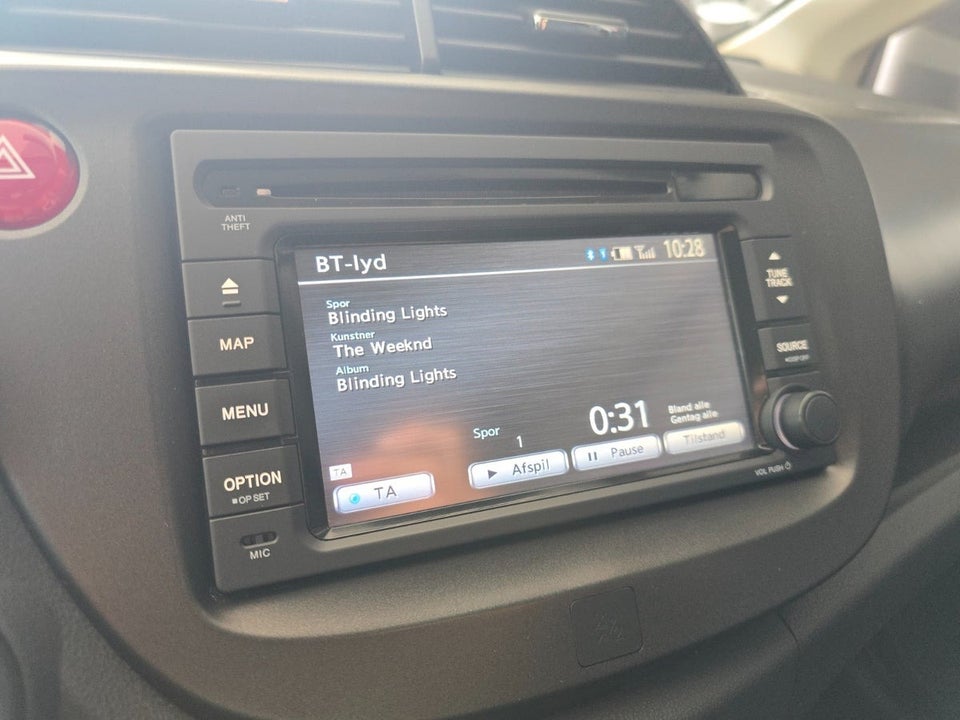 ANTI
THEFT
BT-lyd
10:28
TUNE
TRACK
Spor
Blinding Lights
MAP
Kunstner
The Weeknd
SOURCE
Album
Blinding Lights
MENU
Spor
1
0:31
Bland alle
Gentag alle
OPTION
OP SET
TA
TA
Afspil
Pause
Tilstand
VOL PUSH
MIC